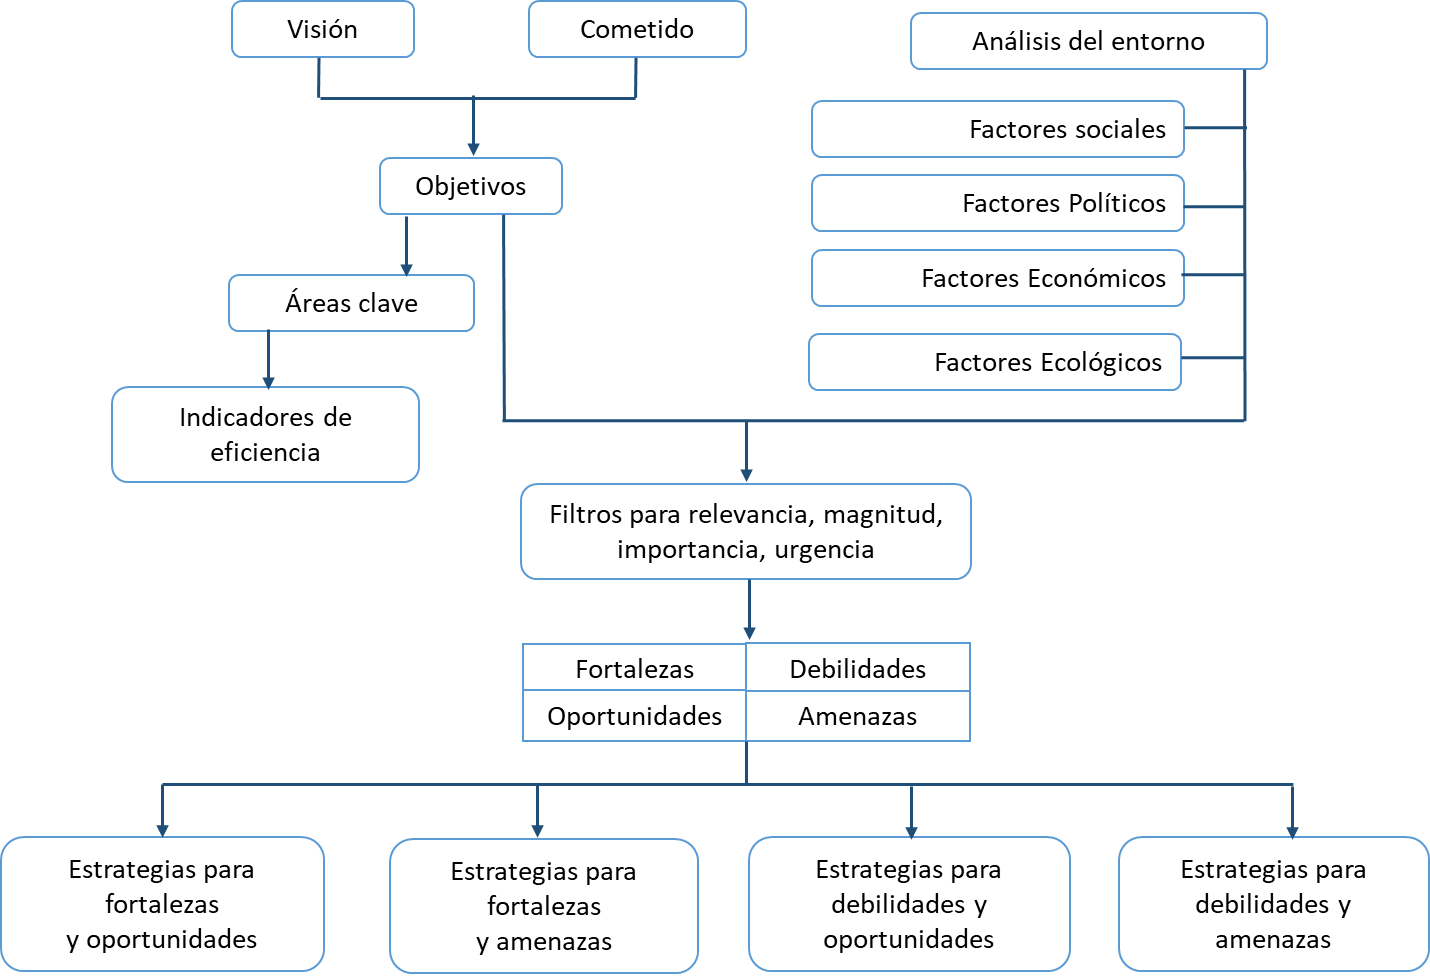 Visión
Cometido
Análisis del entorno
Factores sociales
Objetivos
Factores Políticos
Áreas clave
Factores Económicos
Factores Ecológicos
Indicadores de
eficiencia
Filtros para relevancia, magnitud,
importancia, urgencia
Fortalezas
Debilidades
Oportunidades
Amenazas
Estrategias para
fortalezas
y oportunidades
Estrategias para
fortalezas
y amenazas
Estrategias para
debilidades y
oportunidades
Estrategias para
debilidades y
amenazas